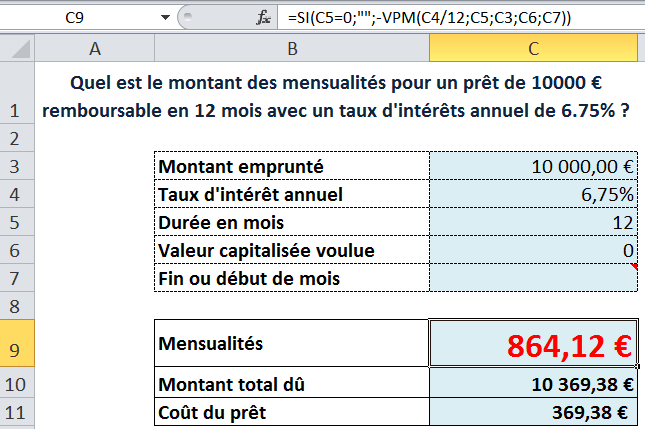 C9 fx =SI(C5=0;"";-VPM(C4/12;C5;C3;C6;C7))
A B C
1 Quel est le montant des mensualités pour un prêt de 10000 €
remboursable en 12 mois avec un taux d'intérêts annuel de 6.75% ?
2
3 Montant emprunté 10 000,00 €
4 Taux d'intérêt annuel 6,75%
5 Durée en mois 12
6 Valeur capitalisée voulue 0
7 Fin ou début de mois
8
9 Mensualités 864,12 €
10 Montant total dû 10 369,38 €
11 Coût du prêt 369,38 €